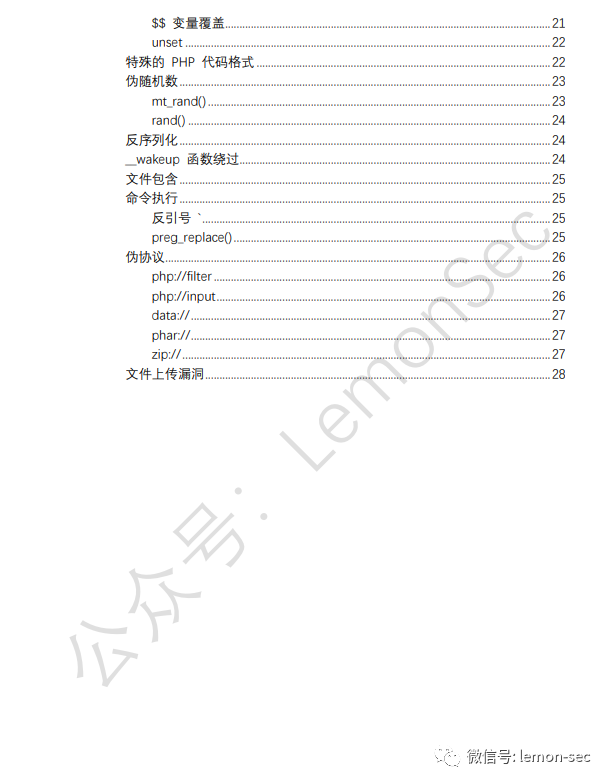 $$ 变量覆盖........................................................ 21
unset........................................................ 22
特殊的 PHP 代码格式........................................................ 22
伪随机数........................................................ 23
mt_rand()........................................................ 23
rand()........................................................ 24
反序列化........................................................ 24
__wakeup 函数绕过........................................................ 24
文件包含........................................................ 25
命令执行........................................................ 25
反引号 `........................................................ 25
preg_replace()........................................................ 25
伪协议........................................................ 26
php://filter........................................................ 26
php://input........................................................ 26
data://........................................................ 27
phar://........................................................ 27
zip://........................................................ 27
文件上传漏洞........................................................ 28
公众号：LemonSec
微信号: lemon-sec